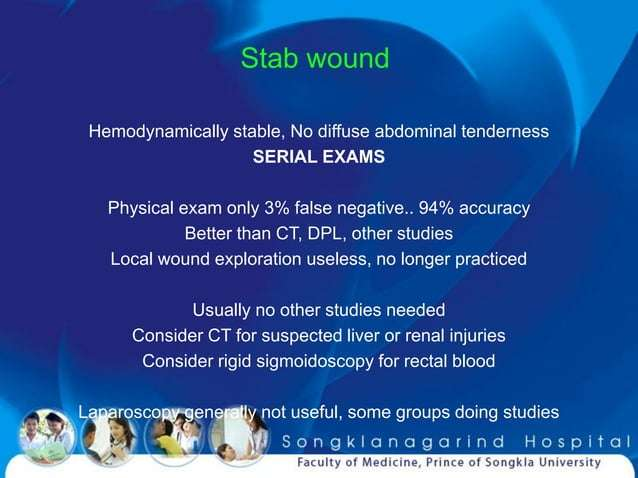 Stab wound
Hemodynamically stable, No diffuse abdominal tenderness
SERIAL EXAMS
Physical exam only 3% false negative.. 94% accuracy
Better than CT, DPL, other studies
Local wound exploration useless, no longer practiced
Usually no other studies needed
Consider CT for suspected liver or renal injuries
Consider rigid sigmoidoscopy for rectal blood
Laparoscopy generally not useful, some groups doing studies
Songklanagarind Hospital
Faculty of Medicine, Prince of Songkla University